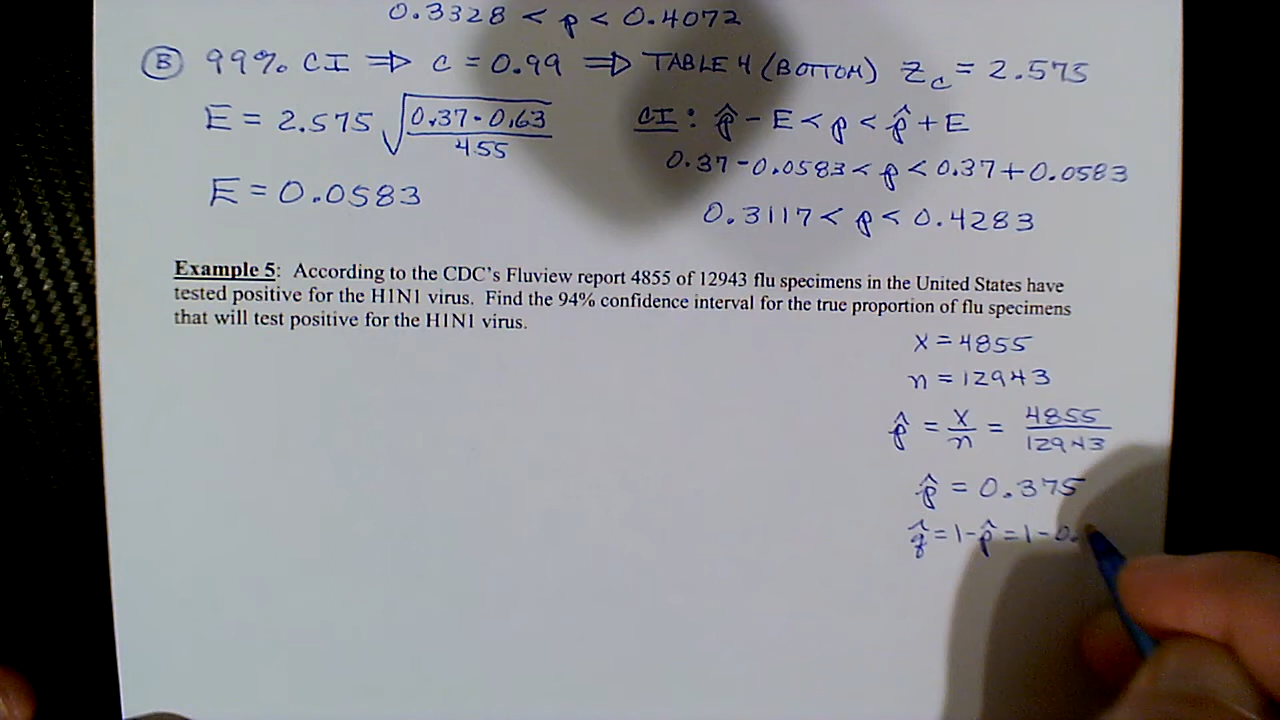 0.3328 < p < 0.4072
B 99% CI ⇒ c = 0.99 ⇒ TABLE 4 (BOTTOM) z_c = 2.575
E = 2.575 √(0.37 · 0.63 / 455)
E = 0.0583
CI: p̂ - E < p < p̂ + E
0.37 - 0.0583 < p < 0.37 + 0.0583
0.3117 < p < 0.4283
Example 5: According to the CDC's Fluview report 4855 of 12943 flu specimens in the United States have
tested positive for the H1N1 virus. Find the 94% confidence interval for the true proportion of flu specimens
that will test positive for the H1N1 virus.
x = 4855
n = 12943
p̂ = x/n = 4855/12943
p̂ = 0.375
q̂ = 1 - p̂ = 1 - 0.